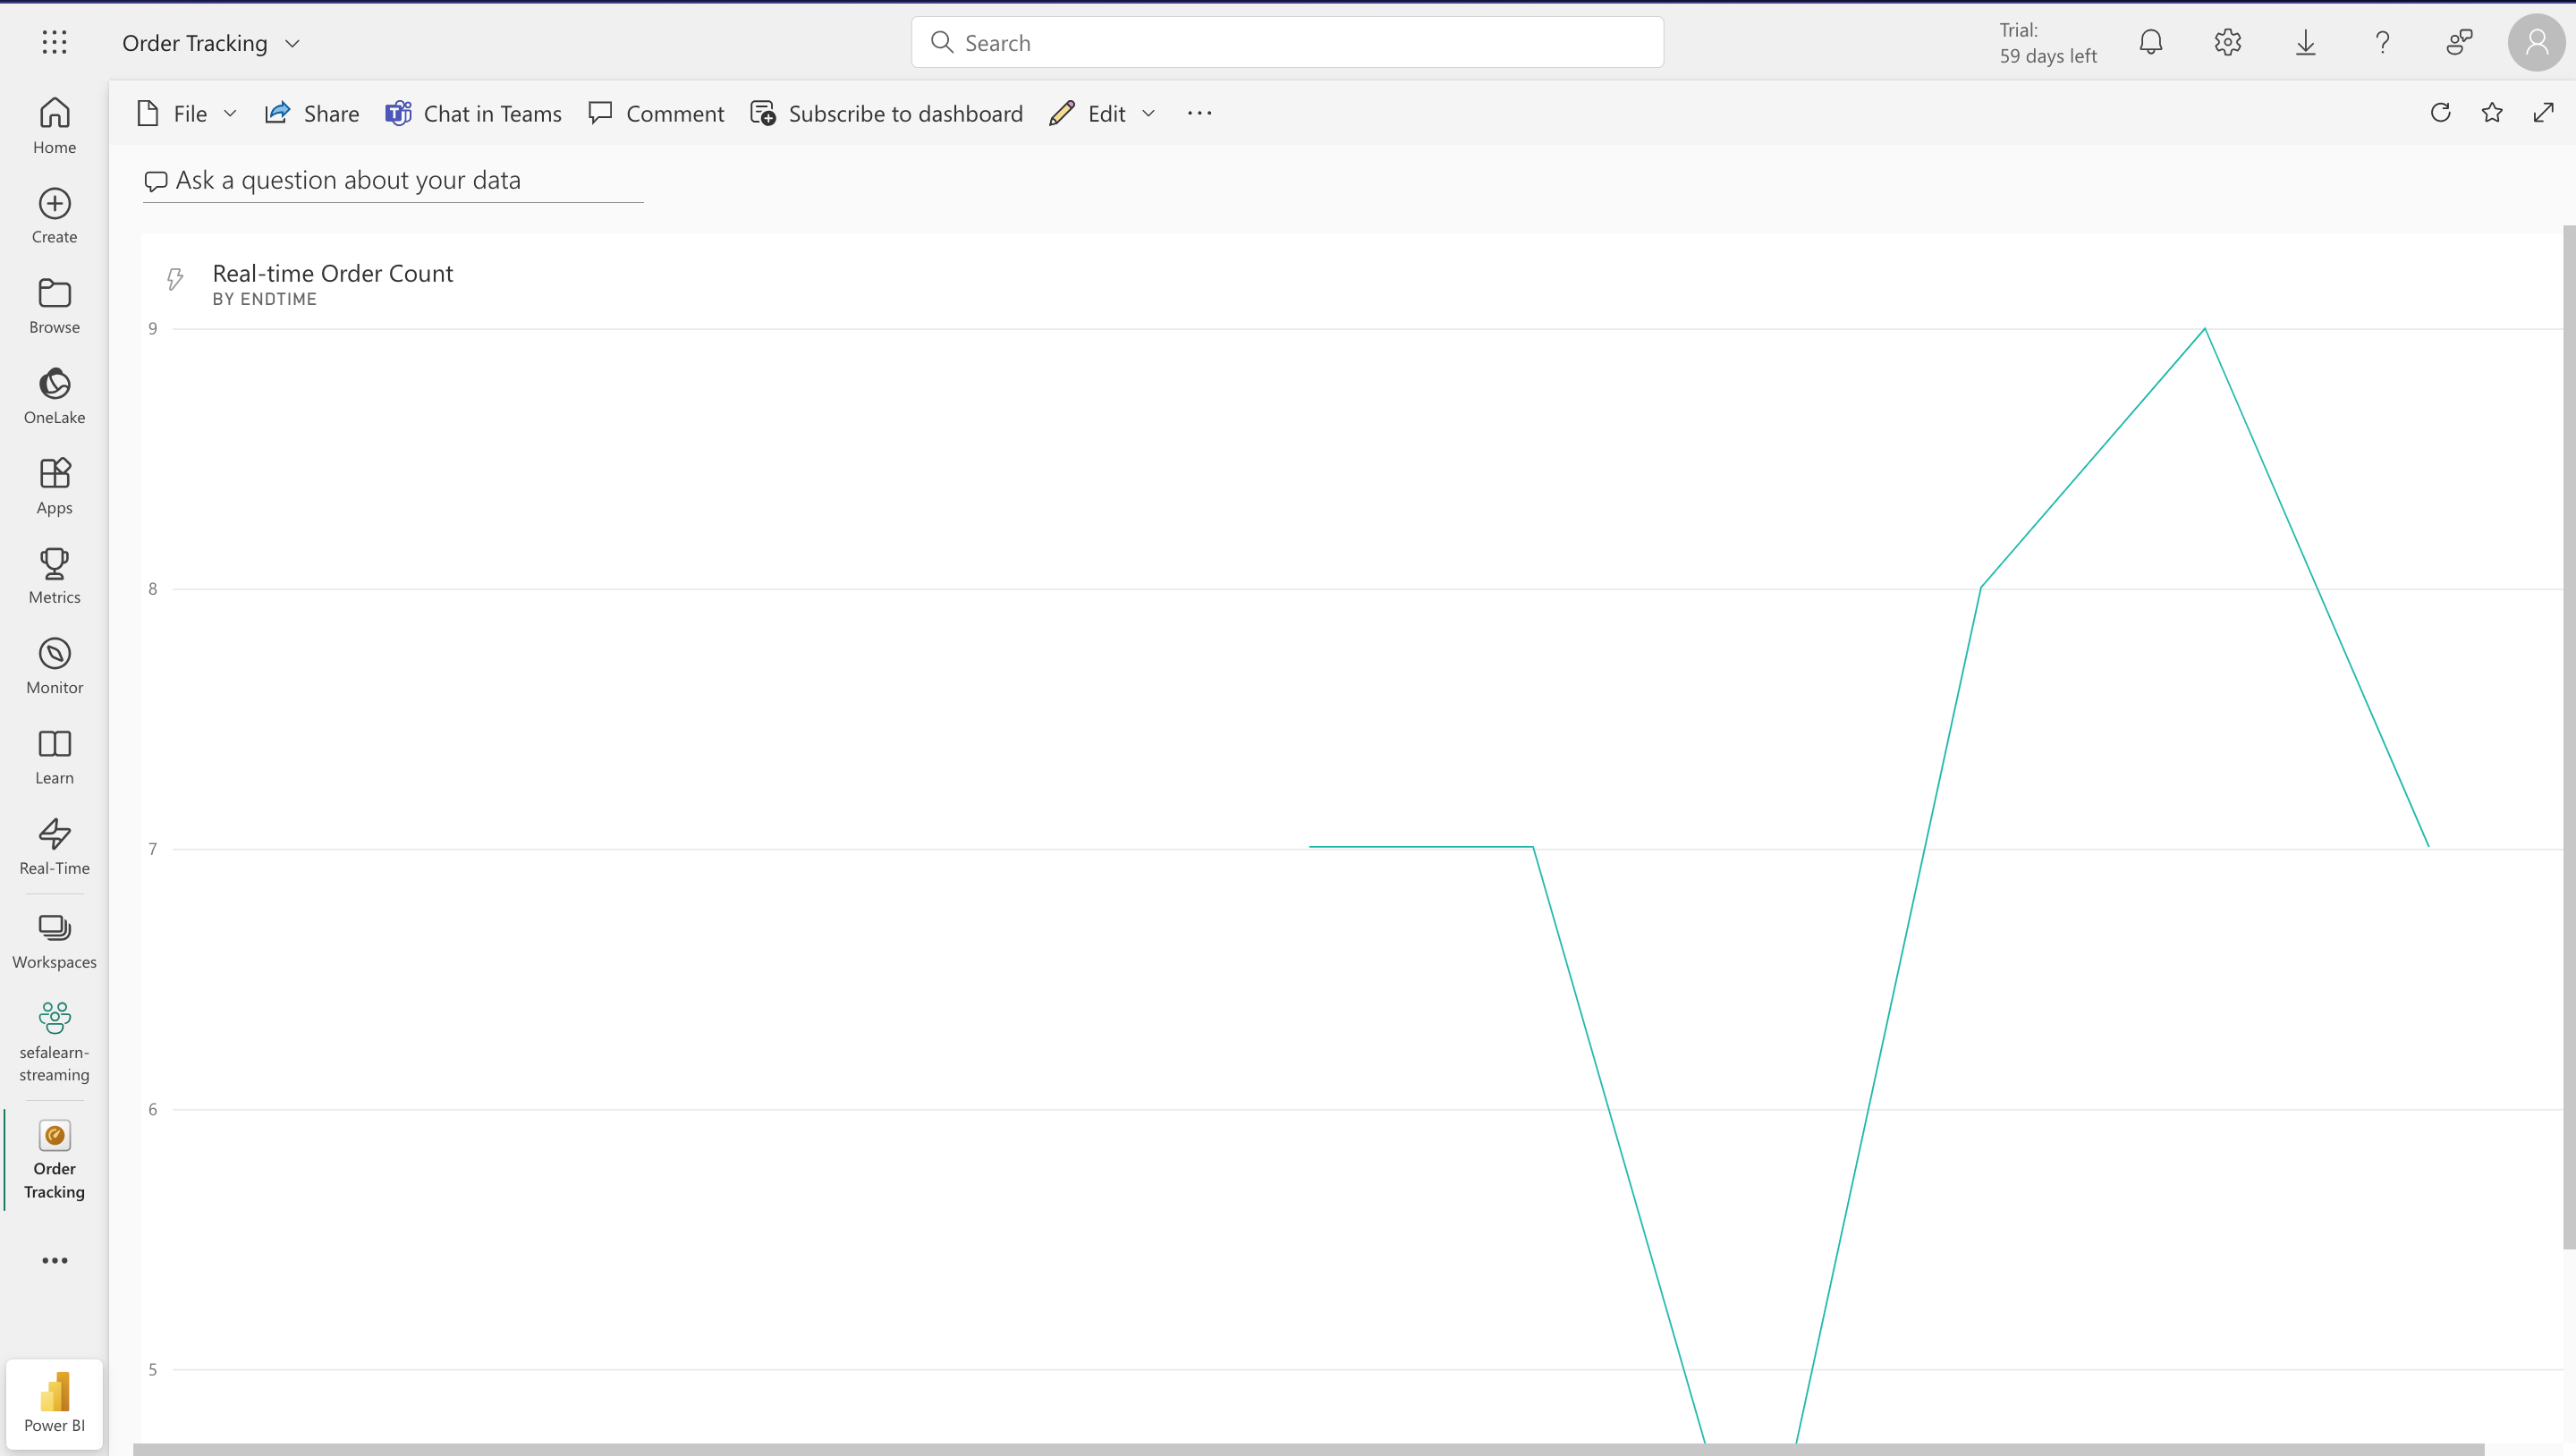 Order Tracking
Search
Trial:
59 days left
File
Share
Chat in Teams
Comment
Subscribe to dashboard
Edit
Home
Create
Browse
OneLake
Apps
Metrics
Monitor
Learn
Real-Time
Workspaces
sefalearn-
streaming
Order
Tracking
Power BI
Ask a question about your data
Real-time Order Count
BY ENDTIME
9
8
7
6
5